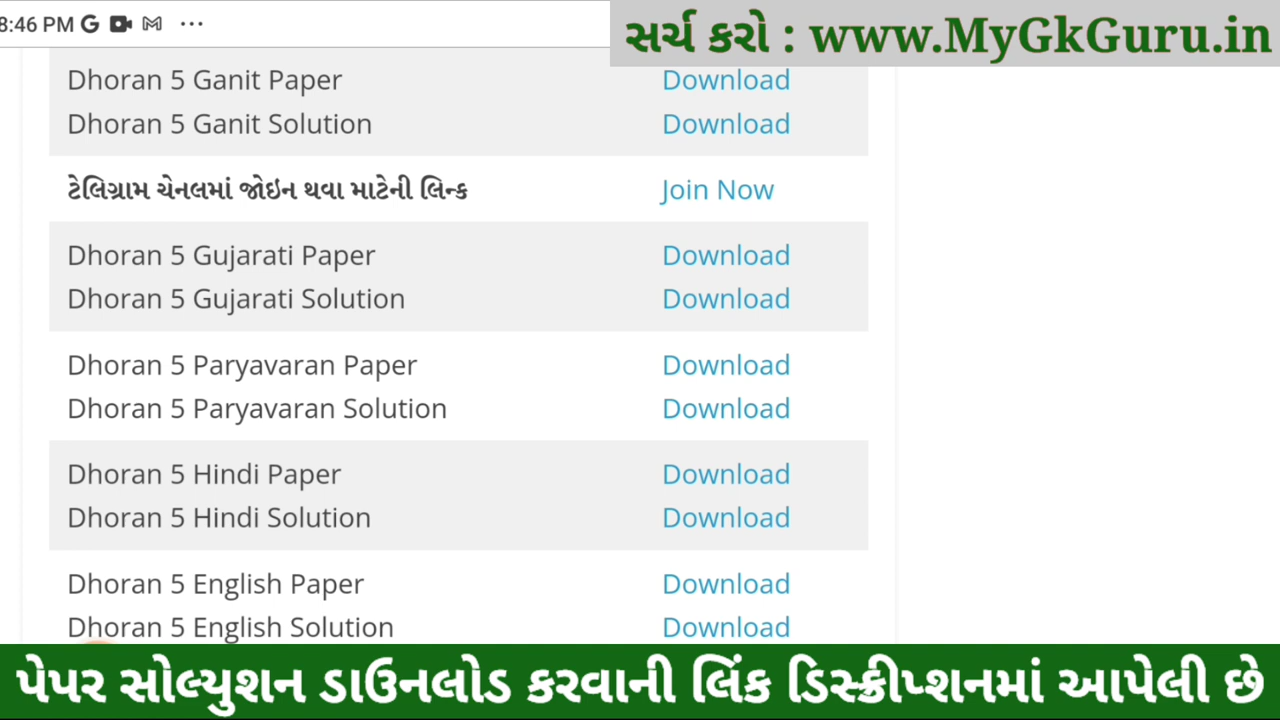 8:46 PM G
સર્ચ કરો : www.MyGkGuru.in
Dhoran 5 Ganit Paper Download
Dhoran 5 Ganit Solution Download
ટેલિગ્રામ ચેનલમાં જોઇન થવા માટેની લિન્ક Join Now
Dhoran 5 Gujarati Paper Download
Dhoran 5 Gujarati Solution Download
Dhoran 5 Paryavaran Paper Download
Dhoran 5 Paryavaran Solution Download
Dhoran 5 Hindi Paper Download
Dhoran 5 Hindi Solution Download
Dhoran 5 English Paper Download
Dhoran 5 English Solution Download
પેપર સોલ્યુશન ડાઉનલોડ કરવાની લિંક ડિસ્ક્રીપ્શનમાં આપેલી છે